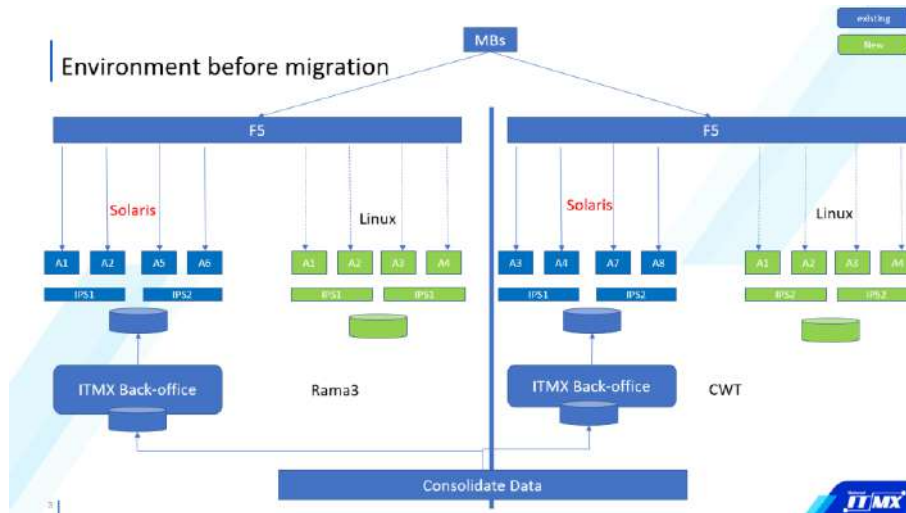 existing
New
MBs
Environment before migration
F5
F5
Solaris
Linux
Solaris
Linux
A1 A2 A5 A6 A1 A2 A3 A4
A3 A4 A7 A8 A1 A2 A3 A4
IPS1 IPS2 IPS1 IPS1
IPS1 IPS2 IPS2 IPS2
ITMX Back-office
Rama3
ITMX Back-office
CWT
Consolidate Data
3
ITMX